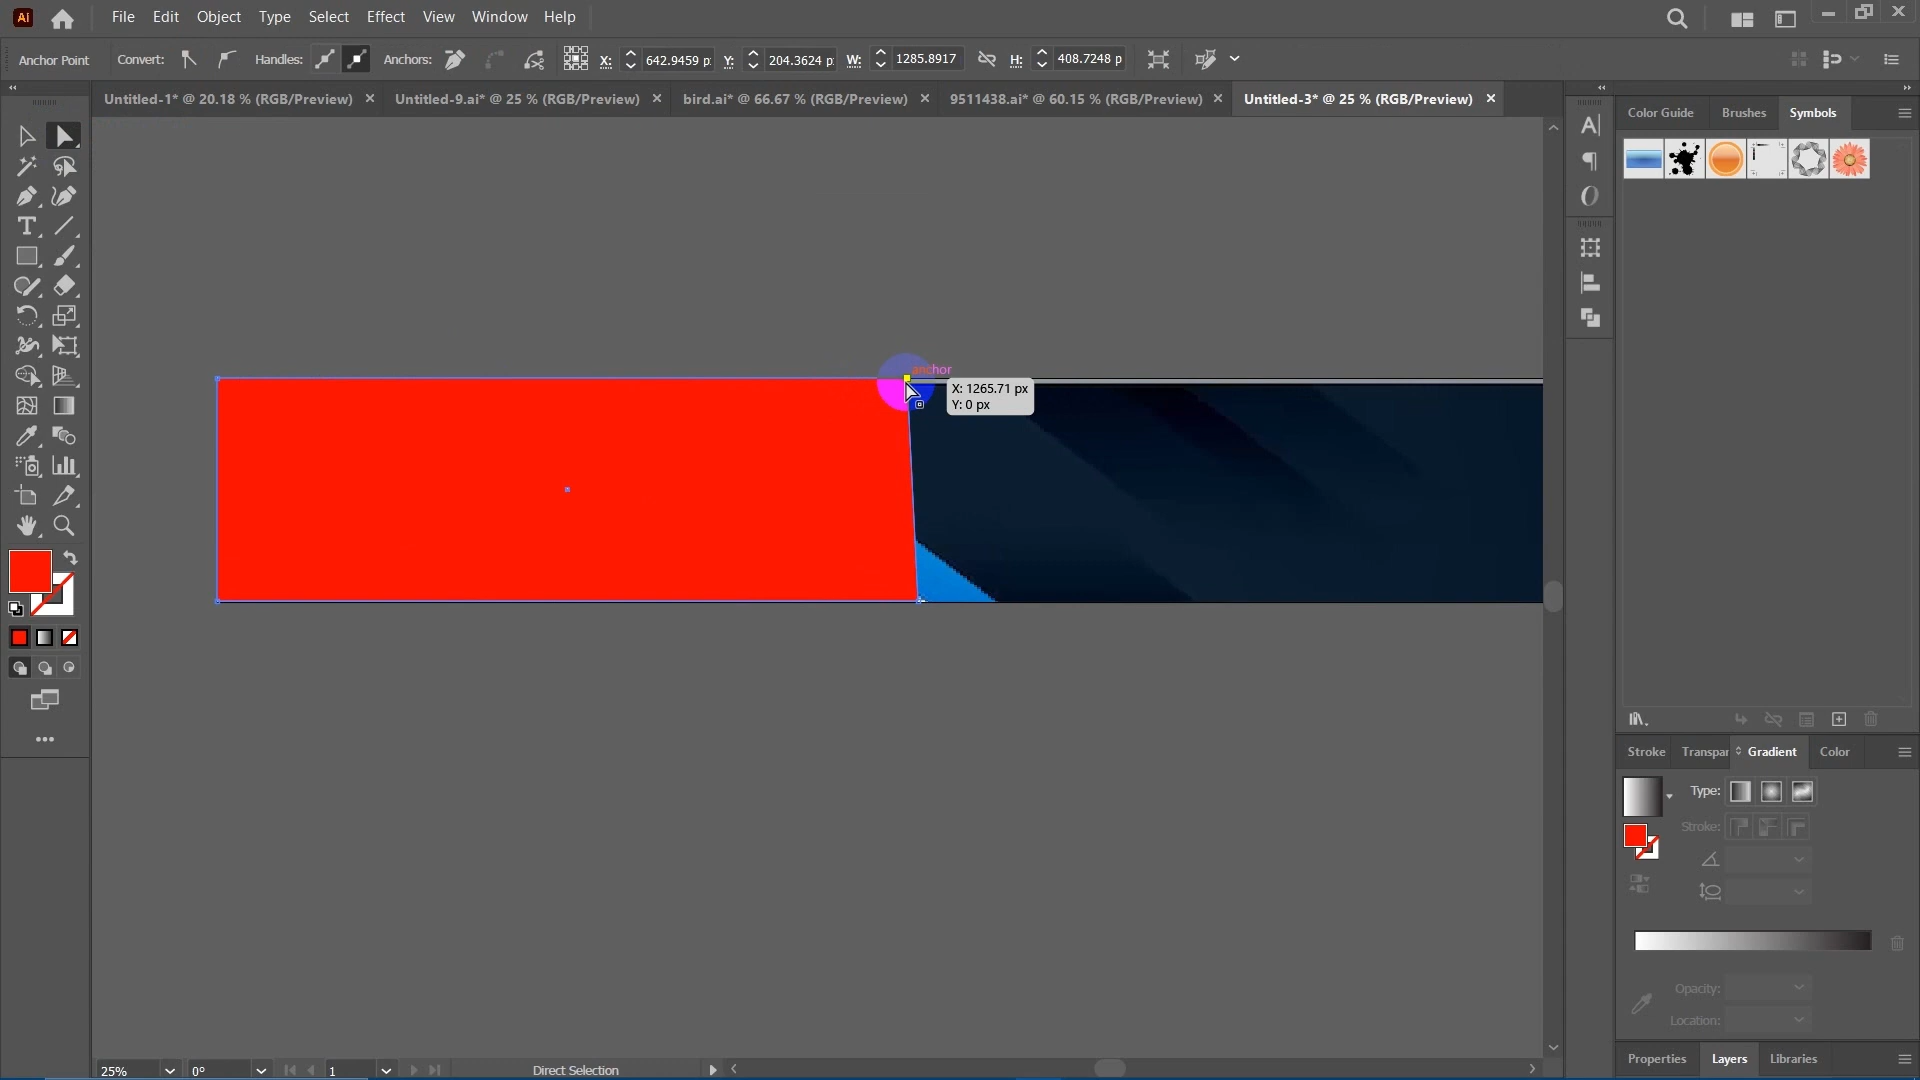 Ai File Edit Object Type Select Effect View Window Help
Anchor Point Convert: Handles: Anchors: X: 642.9459 p Y: 204.3624 p W: 1285.8917 H: 408.7248 p
Untitled-1* @ 20.18 % (RGB/Preview) Untitled-9.ai* @ 25 % (RGB/Preview) bird.ai* @ 66.67 % (RGB/Preview) 9511438.ai* @ 60.15 % (RGB/Preview) Untitled-3* @ 25 % (RGB/Preview)
Color Guide Brushes Symbols
anchor
X: 1265.71 px
Y: 0 px
Stroke Transpar Gradient Color
Type:
Stroke:
Opacity:
Location:
Properties Layers Libraries
25% 0° 1 Direct Selection